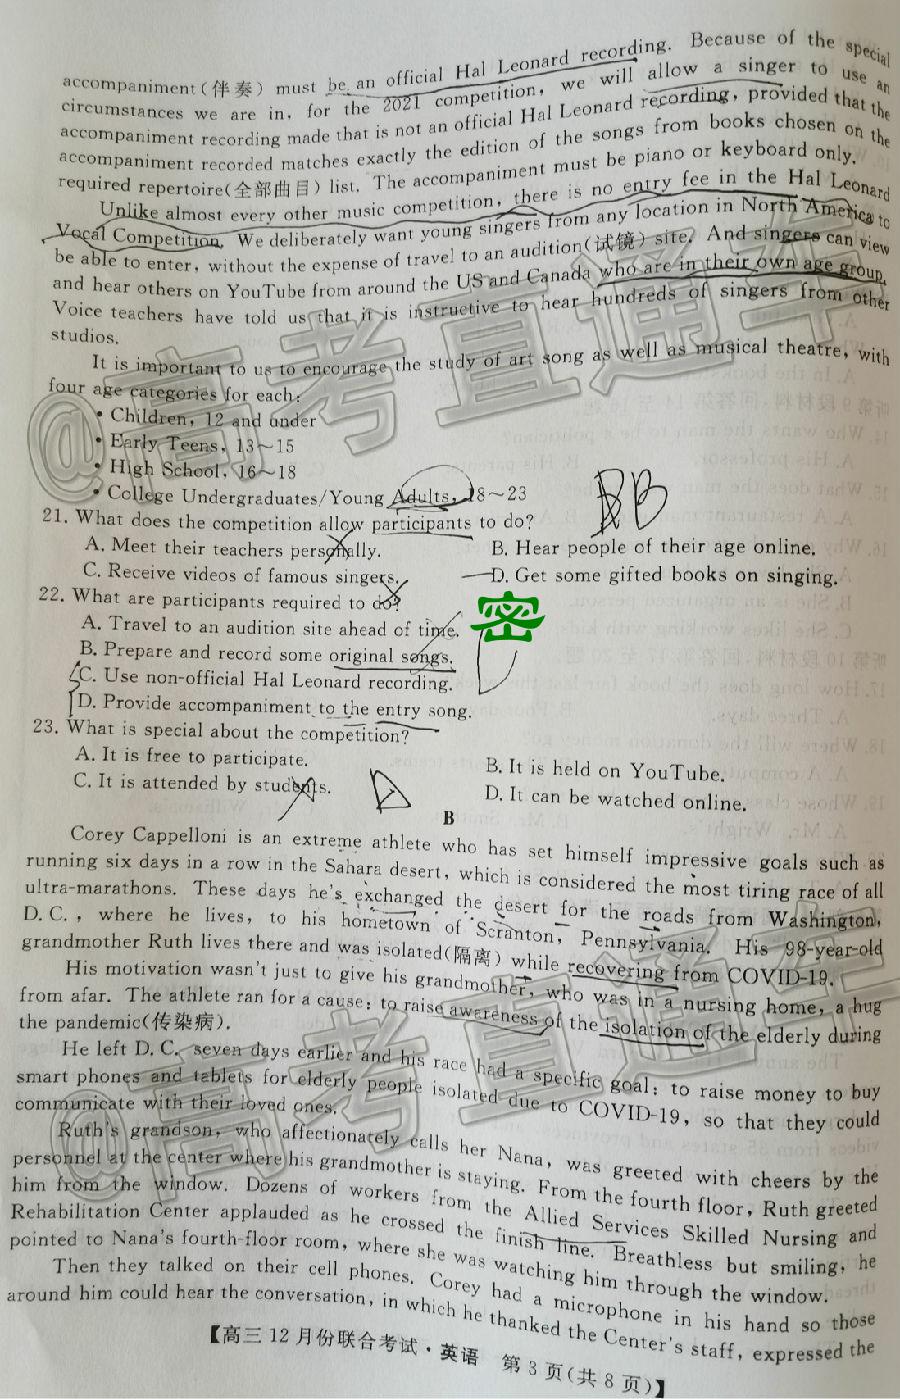 accompaniment(伴奏) must be an official Hal Leonard recording. Because of the special
circumstances we are in, for the 2021 competition, we will allow a singer to use an
accompaniment recording made that is not an official Hal Leonard recording, provided that the
accompaniment recorded matches exactly the edition of the songs from books chosen on the
required repertoire(全部曲目) list. The accompaniment must be piano or keyboard only.
Unlike almost every other music competition, there is no entry fee in the Hal Leonard
Vocal Competition. We deliberately want young singers from any location in North America to
be able to enter, without the expense of travel to an audition(试镜) site. And singers can view
and hear others on YouTube from around the US and Canada who are in their own age group.
Voice teachers have told us that it is instructive to hear hundreds of singers from other
studios.
It is important to us to encourage the study of art song as well as musical theatre, with
four age categories for each:
• Children, 12 and under
• Early Teens, 13~15
• High School, 16~18
• College Undergraduates/Young Adults, 18~23
BB
21. What does the competition allow participants to do?
A. Meet their teachers personally.
B. Hear people of their age online.
C. Receive videos of famous singers.
D. Get some gifted books on singing.
22. What are participants required to do?
A. Travel to an audition site ahead of time.
密
B. Prepare and record some original songs.
C. Use non-official Hal Leonard recording.
D. Provide accompaniment to the entry song.
23. What is special about the competition?
A. It is free to participate.
B. It is held on YouTube.
C. It is attended by students.
D. It can be watched online.
B
Corey Cappelloni is an extreme athlete who has set himself impressive goals such as
running six days in a row in the Sahara desert, which is considered the most tiring race of all
ultra-marathons. These days he's exchanged the desert for the roads from Washington,
D. C., where he lives, to his hometown of Scranton, Pennsylvania. His 98-year-old
grandmother Ruth lives there and was isolated(隔离) while recovering from COVID-19.
His motivation wasn't just to give his grandmother, who was in a nursing home, a hug
from afar. The athlete ran for a cause: to raise awareness of the isolation of the elderly during
the pandemic(传染病).
He left D. C. seven days earlier and his race had a specific goal: to raise money to buy
smart phones and tablets for elderly people isolated due to COVID-19, so that they could
communicate with their loved ones.
Ruth's grandson, who affectionately calls her Nana, was greeted with cheers by the
personnel at the center where his grandmother is staying. From the fourth floor, Ruth greeted
him from the window. Dozens of workers from the Allied Services Skilled Nursing and
Rehabilitation Center applauded as he crossed the finish line. Breathless but smiling, he
pointed to Nana's fourth-floor room, where she was watching him through the window.
Then they talked on their cell phones. Corey had a microphone in his hand so those
around him could hear the conversation, in which he thanked the Center's staff, expressed the
【高三12月份联合考试·英语 第3页(共8页)】
@高考直通车
@高考直通车